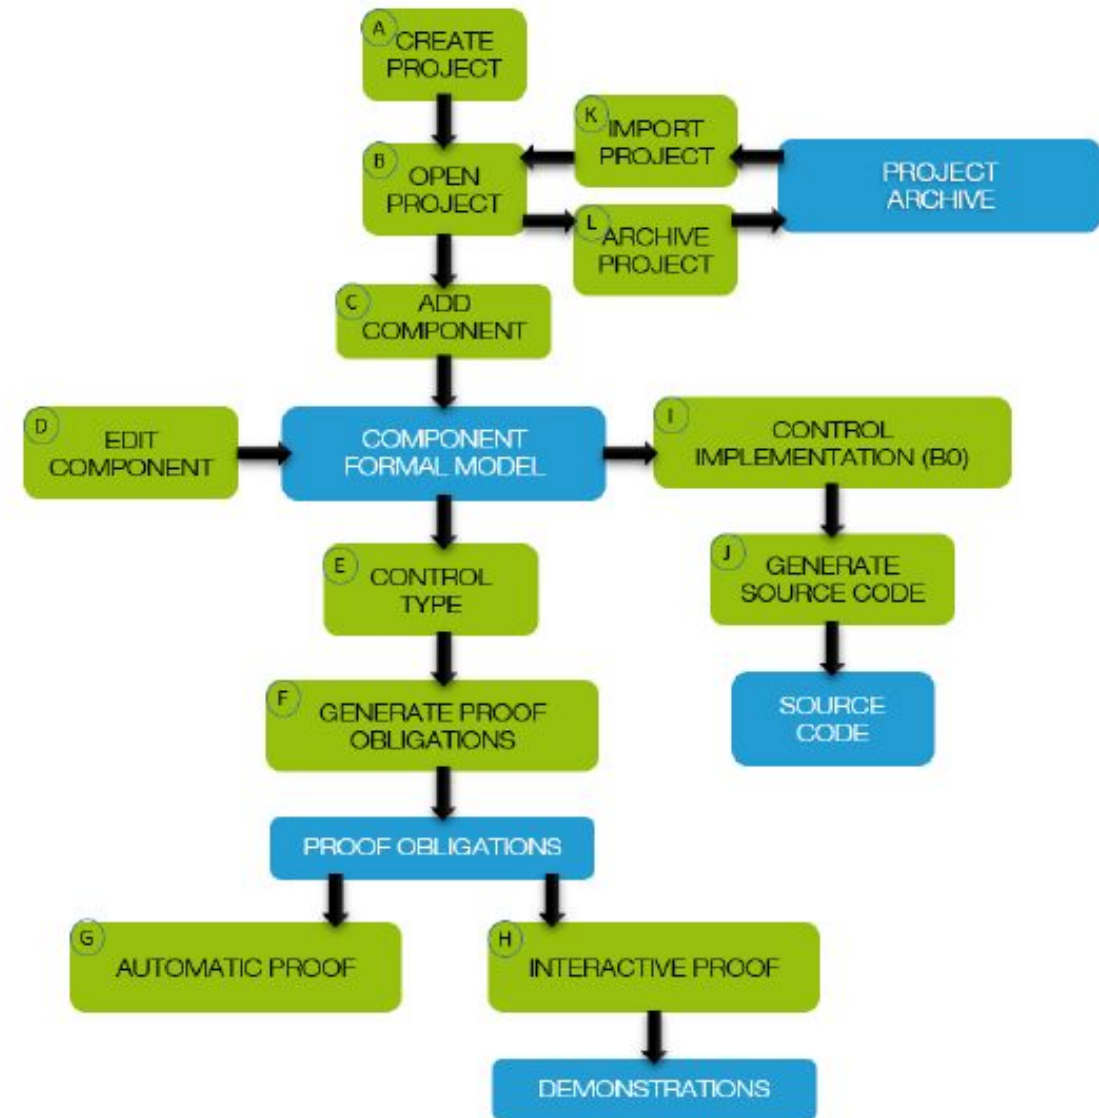 A
CREATE
PROJECT
K
IMPORT
PROJECT
B
OPEN
PROJECT
PROJECT
ARCHIVE
L
ARCHIVE
PROJECT
C
ADD
COMPONENT
D
EDIT
COMPONENT
COMPONENT
FORMAL MODEL
I
CONTROL
IMPLEMENTATION (B0)
E
CONTROL
TYPE
J
GENERATE
SOURCE CODE
F
GENERATE PROOF
OBLIGATIONS
SOURCE
CODE
PROOF OBLIGATIONS
G
AUTOMATIC PROOF
H
INTERACTIVE PROOF
DEMONSTRATIONS